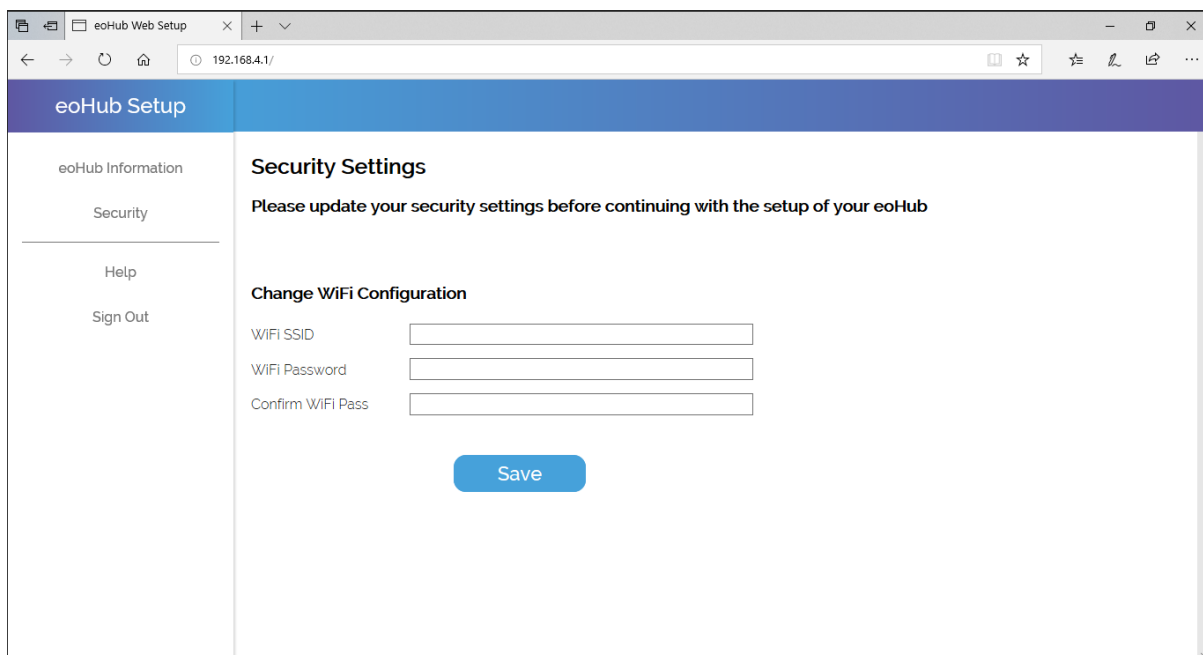 eoHub Web Setup
192.168.4.1/
eoHub Setup
eoHub Information
Security
Help
Sign Out
Security Settings
Please update your security settings before continuing with the setup of your eoHub
Change WiFi Configuration
WiFi SSID
WiFi Password
Confirm WiFi Pass
Save